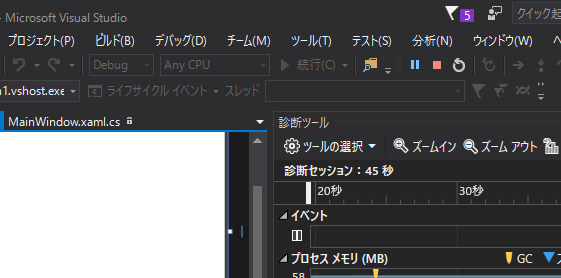 - Microsoft Visual Studio
5
クイック起
プロジェクト(P) ビルド(B) デバッグ(D) チーム(M) ツール(T) テスト(S) 分析(N) ウィンドウ(W) ヘ
Debug Any CPU 続行(C)
1.vshost.exe ライフサイクル イベント スレッド
MainWindow.xaml.cs
診断ツール
ツールの選択 ズームイン ズーム アウト
診断セッション：45 秒
20秒 30秒
イベント
プロセス メモリ (MB) GC
58